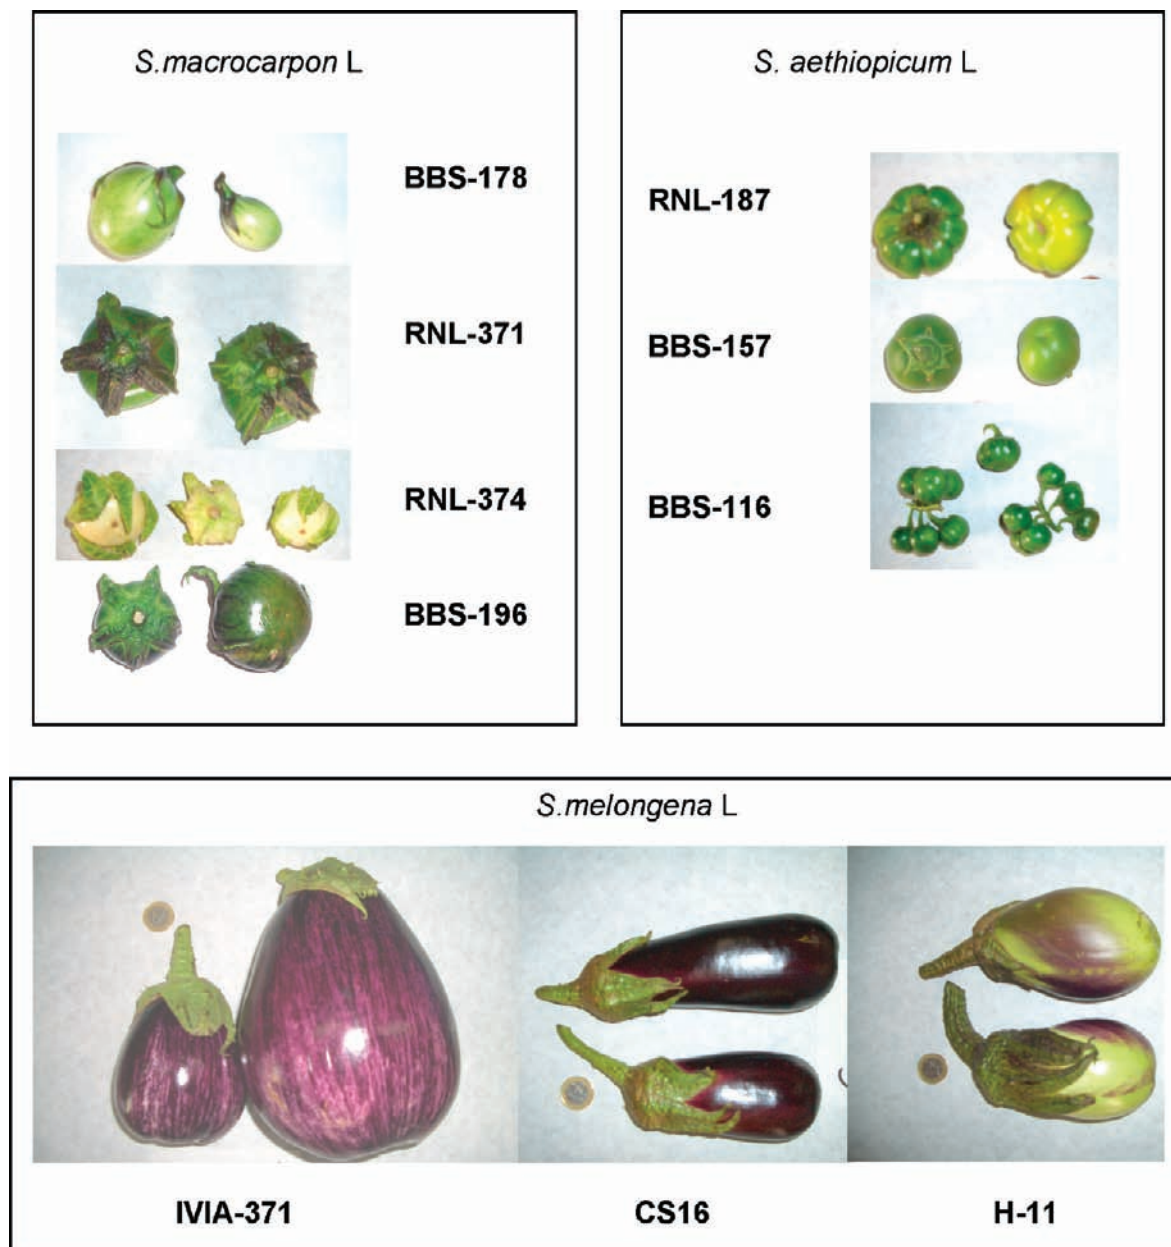 S.macrocarpon L
BBS-178
RNL-371
RNL-374
BBS-196
S. aethiopicum L
RNL-187
BBS-157
BBS-116
S.melongena L
IVIA-371
CS16
H-11